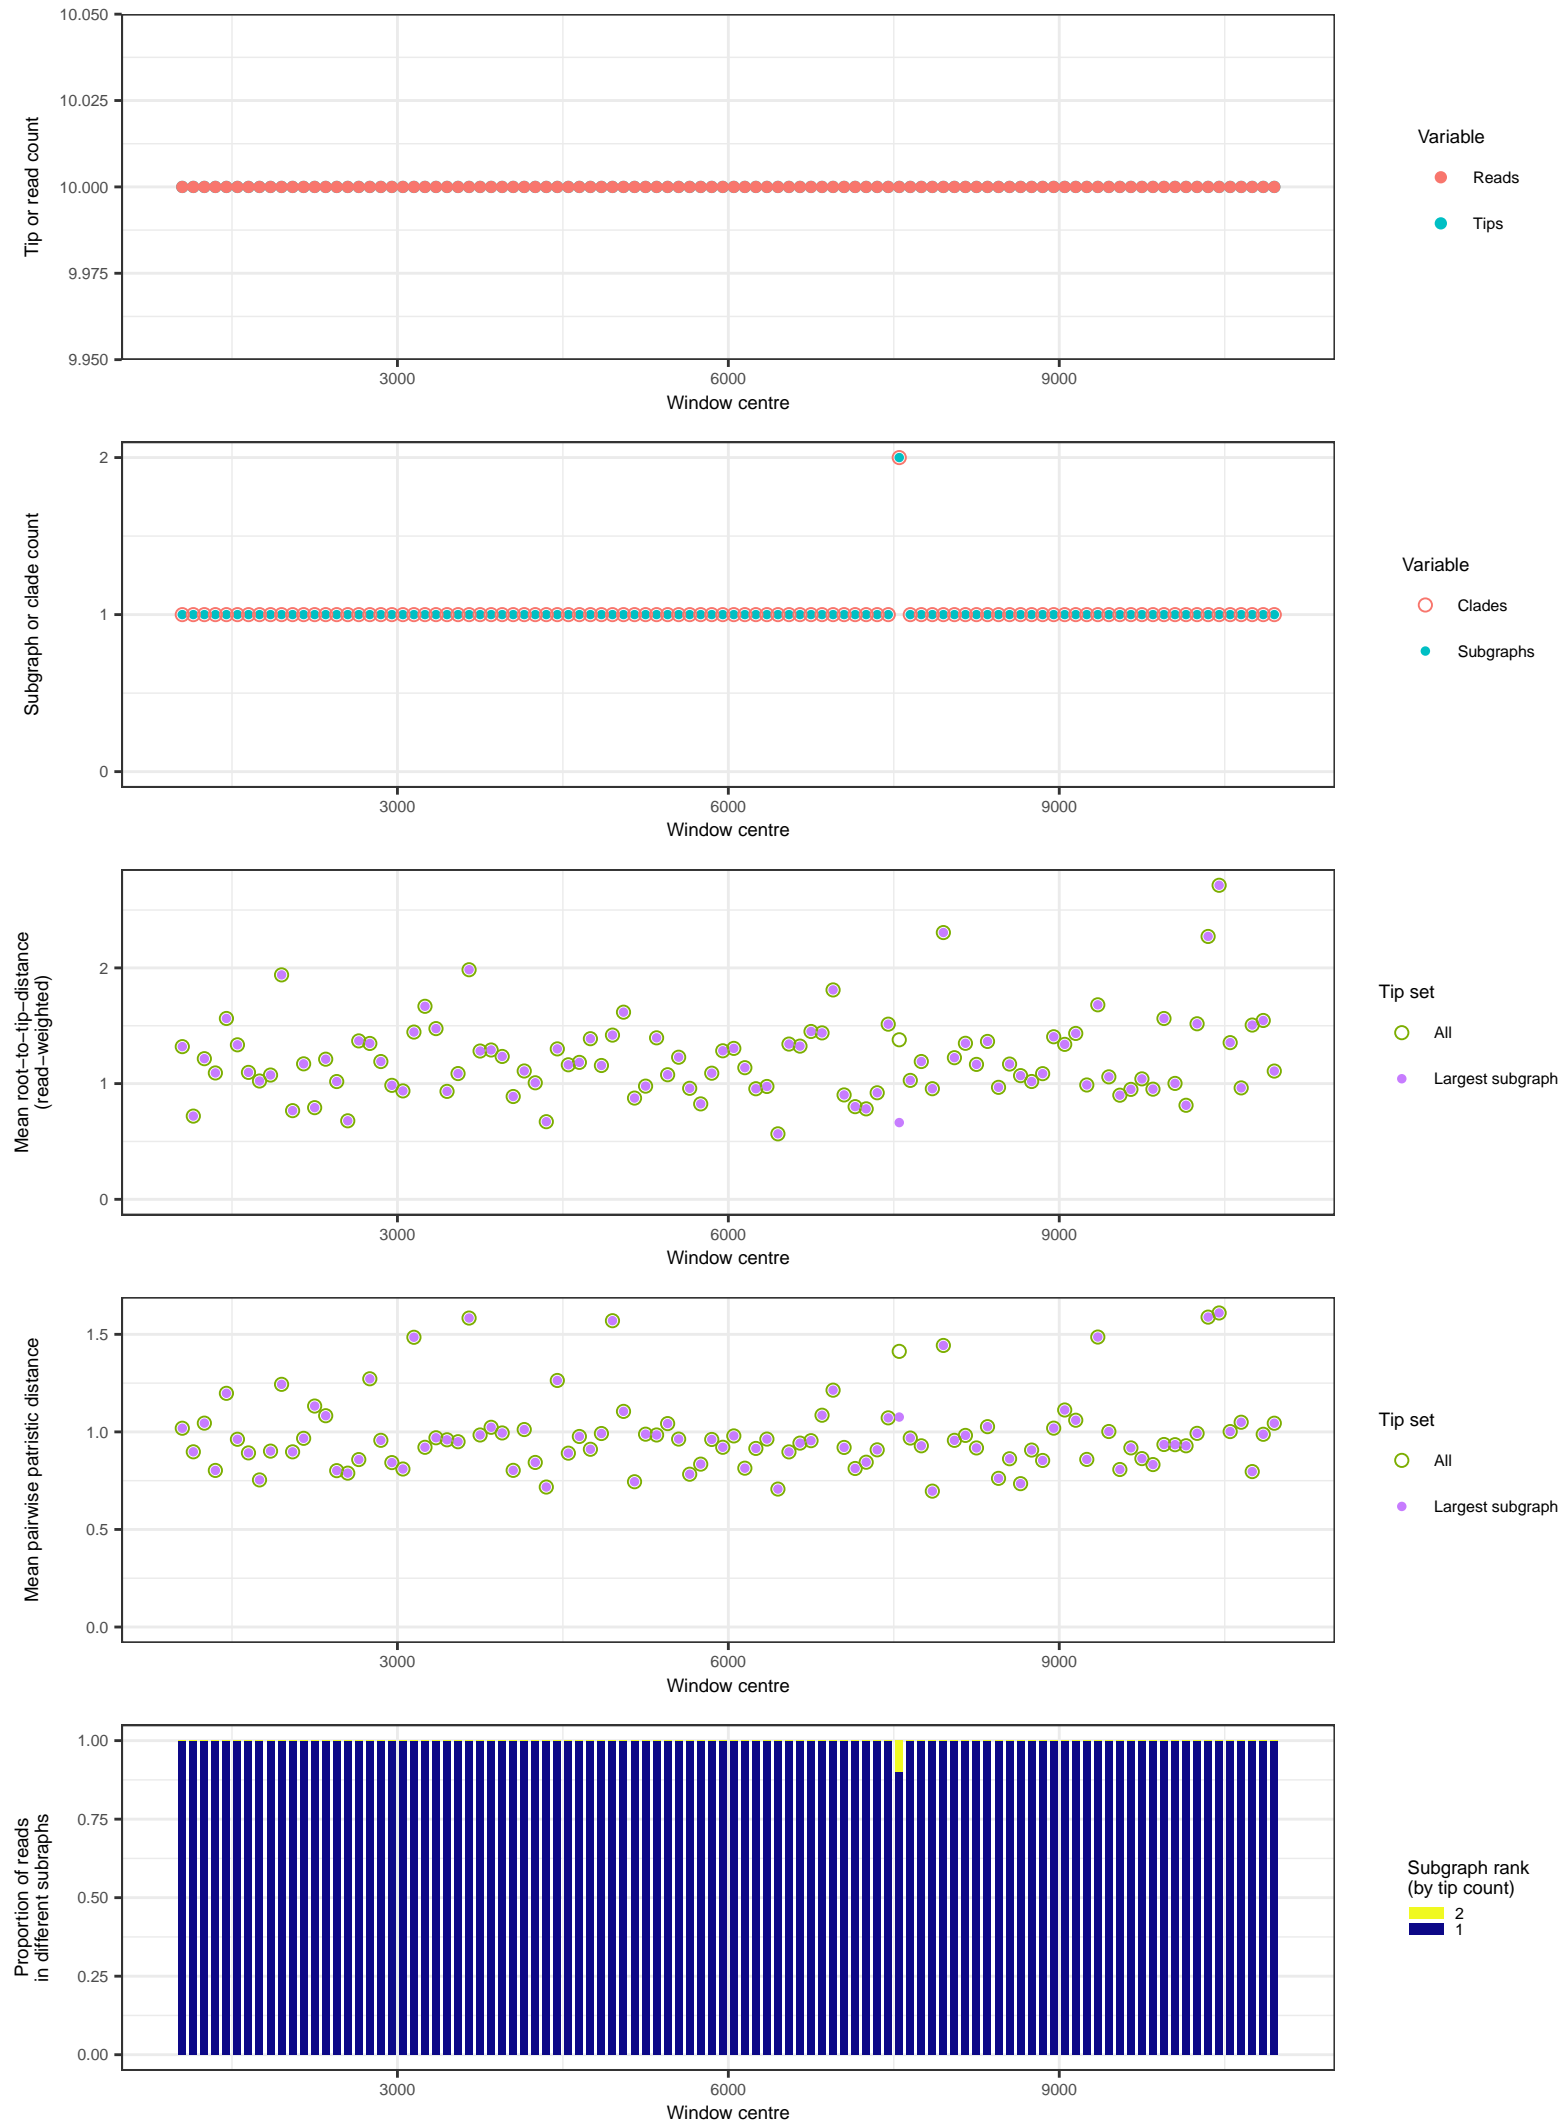 10.050
10.025
10.000
9.975
9.950
Tip or read count
3000
6000
9000
Window centre
Variable
Reads
Tips
2
1
0
Subgraph or clade count
3000
6000
9000
Window centre
Variable
Clades
Subgraphs
2
1
0
Mean root−to−tip−distance
(read−weighted)
3000
6000
9000
Window centre
Tip set
All
Largest subgraph
1.5
1.0
0.5
0.0
Mean pairwise patristic distance
3000
6000
9000
Window centre
Tip set
All
Largest subgraph
1.00
0.75
0.50
0.25
0.00
Proportion of reads
in different subraphs
3000
6000
9000
Window centre
Subgraph rank
(by tip count)
2
1